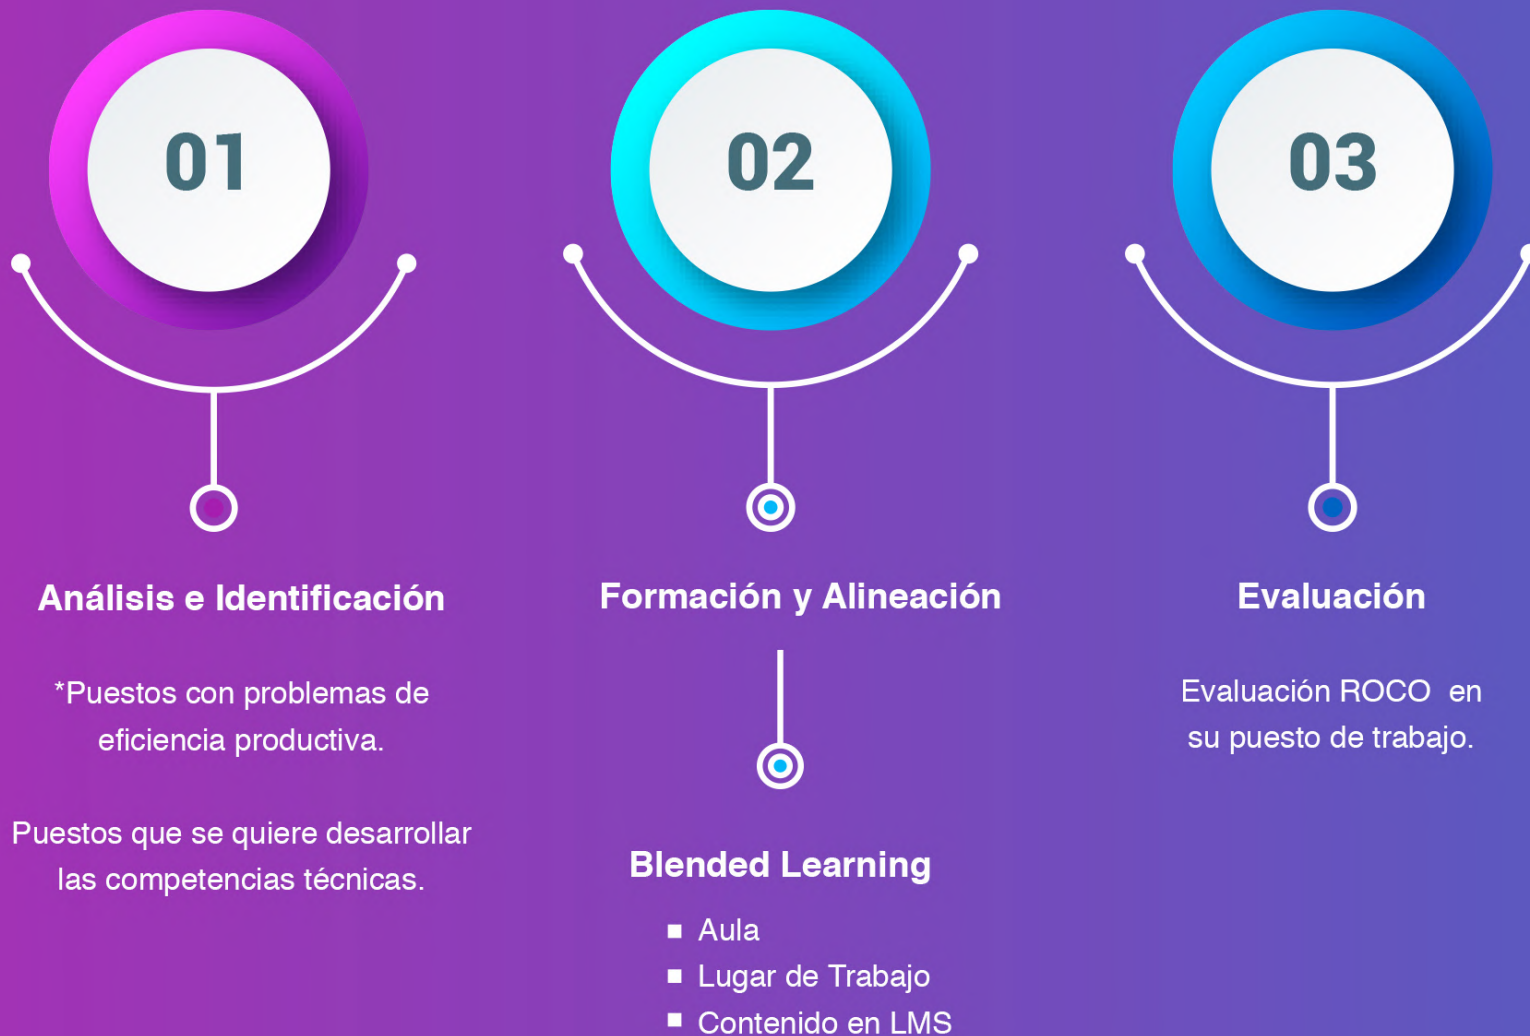 01
Análisis e Identificación
*Puestos con problemas de
eficiencia productiva.
Puestos que se quiere desarrollar
las competencias técnicas.
02
Formación y Alineación
Blended Learning
Aula
Lugar de Trabajo
Contenido en LMS
03
Evaluación
Evaluación ROCO en
su puesto de trabajo.